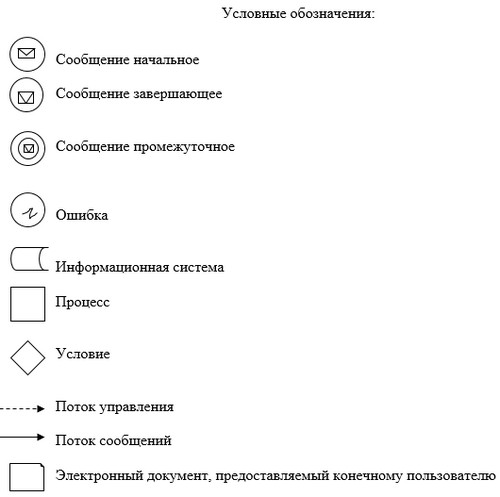 Условные обозначения:
Сообщение начальное
Сообщение завершающее
Сообщение промежуточное
Ошибка
Информационная система
Процесс
Условие
Поток управления
Поток сообщений
Электронный документ, предоставляемый конечному пользователю